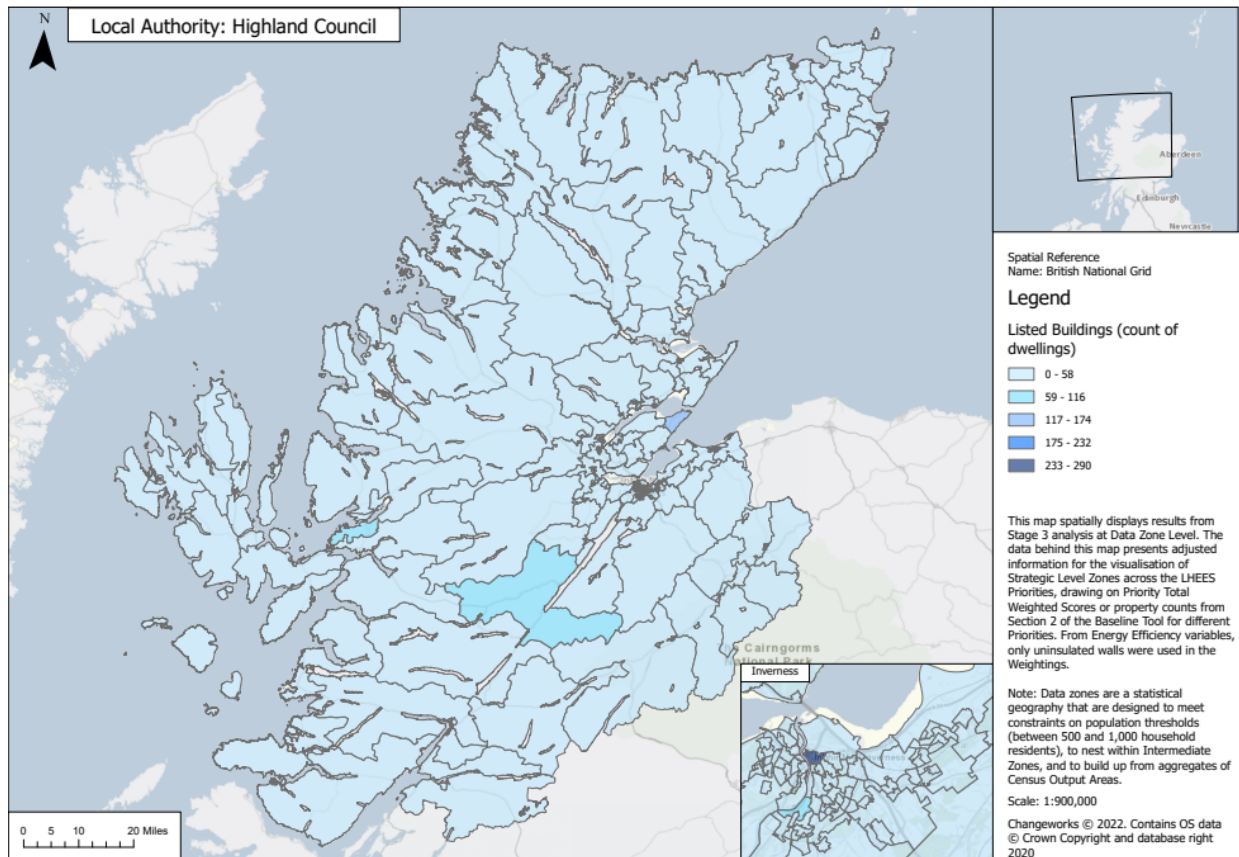 N
Local Authority: Highland Council
Aberdeen
Edinburgh
Newcastle
Spatial Reference
Name: British National Grid
Legend
Listed Buildings (count of
dwellings)
0 - 58
59 - 116
117 - 174
175 - 232
233 - 290
This map spatially displays results from
Stage 3 analysis at Data Zone Level. The
data behind this map presents adjusted
information for the visualisation of
Strategic Level Zones across the LHEES
Priorities, drawing on Priority Total
Weighted Scores or property counts from
Section 2 of the Baseline Tool for different
Priorities. From Energy Efficiency variables,
only uninsulated walls were used in the
Weightings.
Note: Data zones are a statistical
geography that are designed to meet
constraints on population thresholds
(between 500 and 1,000 household
residents), to nest within Intermediate
Zones, and to build up from aggregates of
Census Output Areas.
Scale: 1:900,000
Changeworks © 2022. Contains OS data
© Crown Copyright and database right
2020
Cairngorms
National Park
Inverness
0 5 10 20 Miles